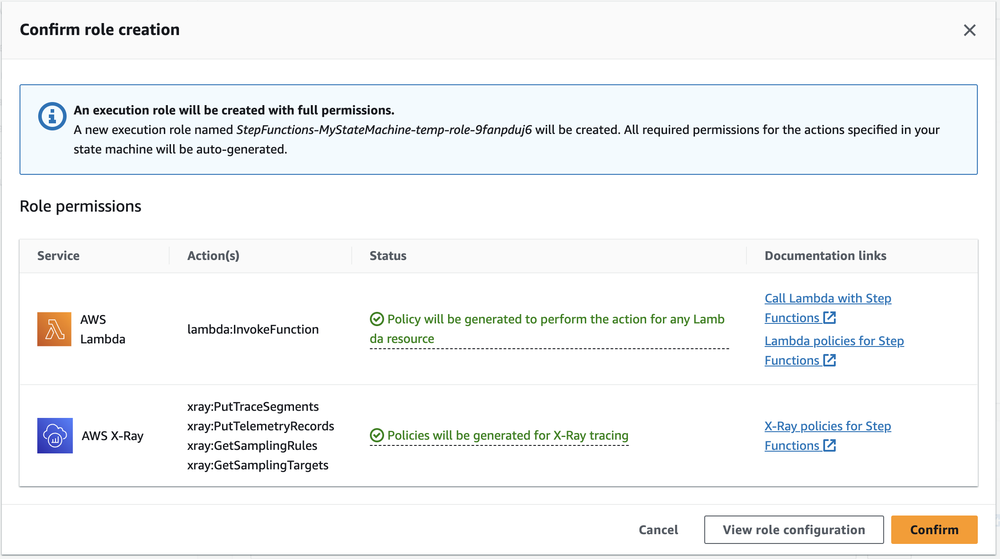 Confirm role creation
An execution role will be created with full permissions.
A new execution role named StepFunctions-MyStateMachine-temp-role-9fanpduj6 will be created. All required permissions for the actions specified in your
state machine will be auto-generated.
Role permissions
Service Action(s) Status Documentation links
AWS
Lambda
lambda:InvokeFunction
Policy will be generated to perform the action for any Lamb
da resource
Call Lambda with Step
Functions
Lambda policies for Step
Functions
AWS X-Ray
xray:PutTraceSegments
xray:PutTelemetryRecords
xray:GetSamplingRules
xray:GetSamplingTargets
Policies will be generated for X-Ray tracing
X-Ray policies for Step
Functions
Cancel View role configuration Confirm